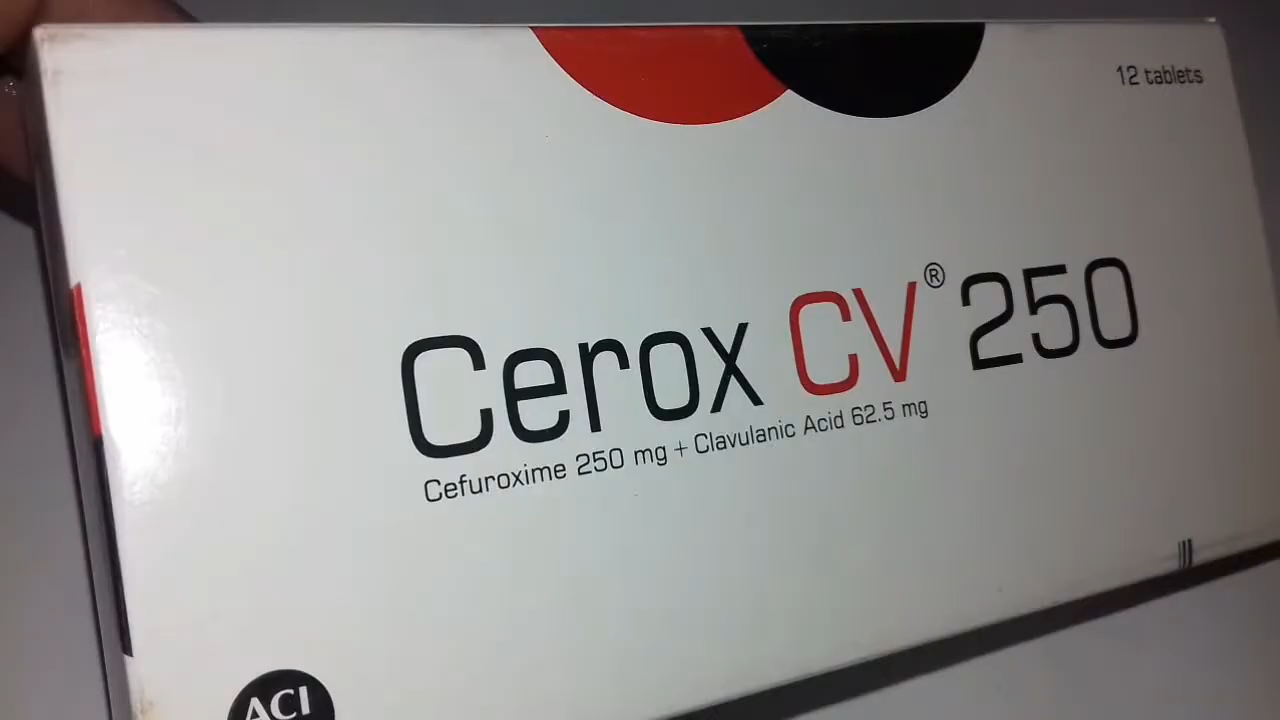 12 tablets
Cerox CV® 250
Cefuroxime 250 mg + Clavulanic Acid 62.5 mg
ACI